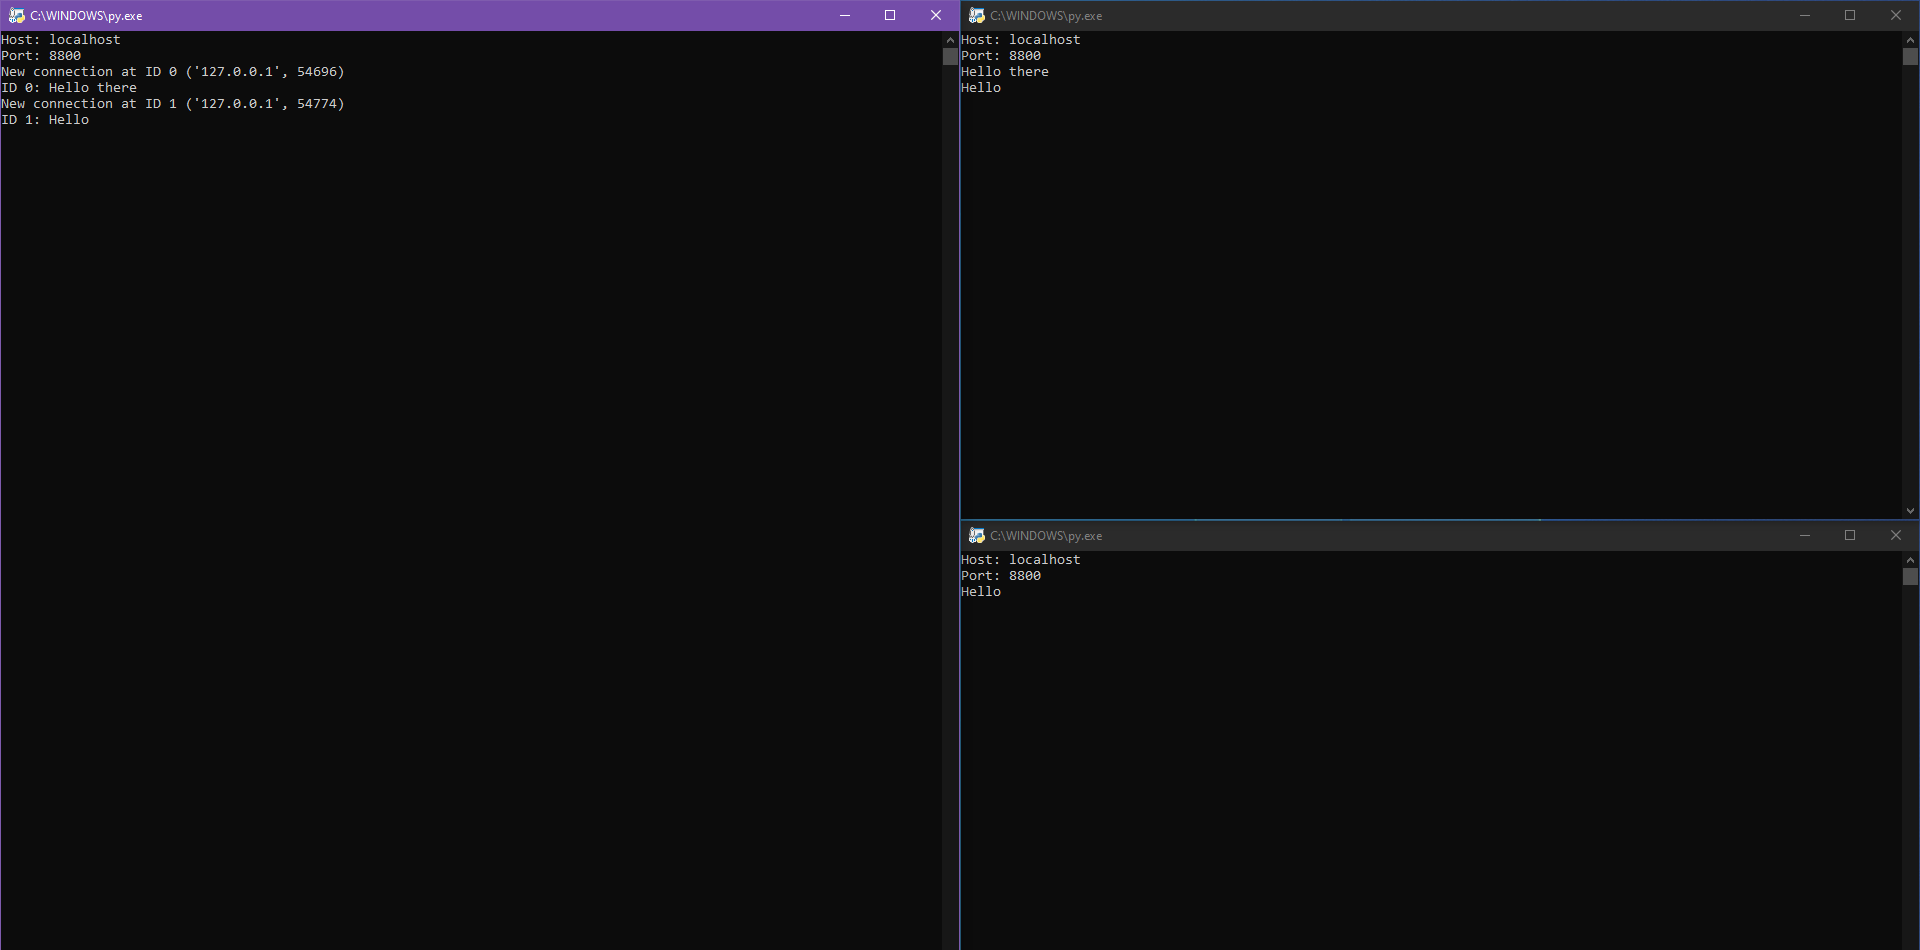 C:\WINDOWS\py.exe
Host: localhost
Port: 8800
New connection at ID 0 ('127.0.0.1', 54696)
ID 0: Hello there
New connection at ID 1 ('127.0.0.1', 54774)
ID 1: Hello
C:\WINDOWS\py.exe
Host: localhost
Port: 8800
Hello there
Hello
C:\WINDOWS\py.exe
Host: localhost
Port: 8800
Hello